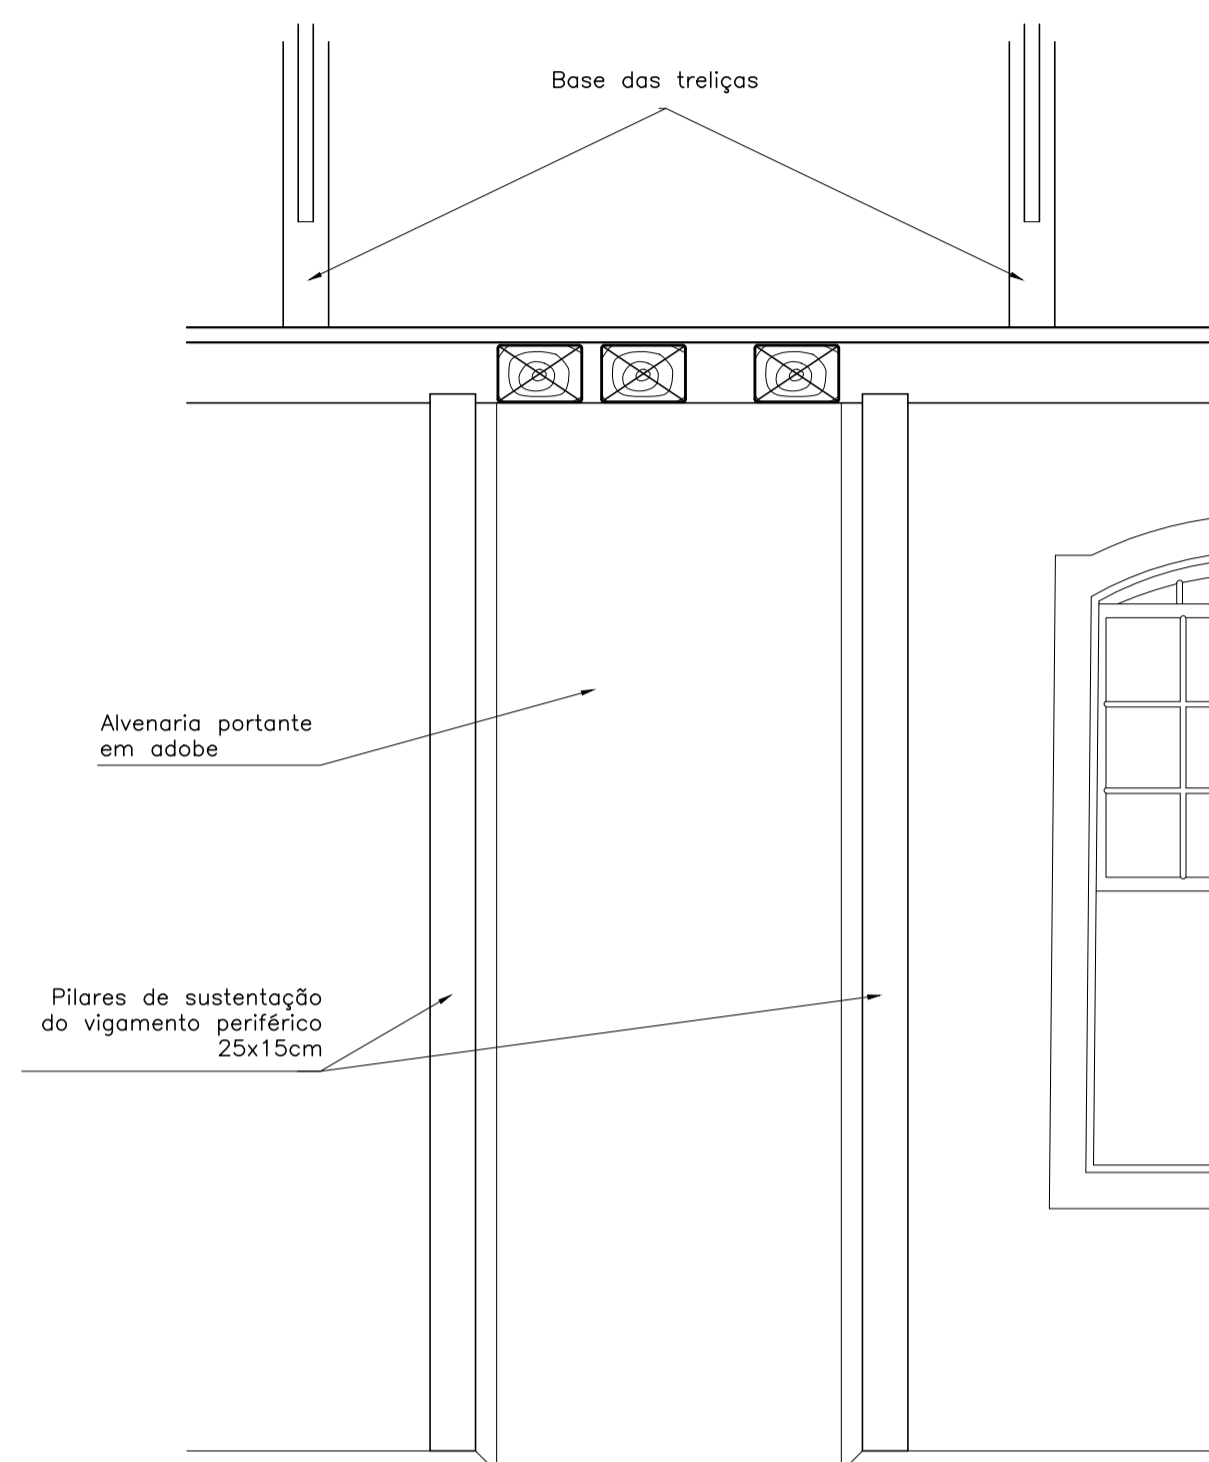 Base das treliças
Alvenaria portante
em adobe
Pilares de sustentação
do vigamento periférico
25x15cm